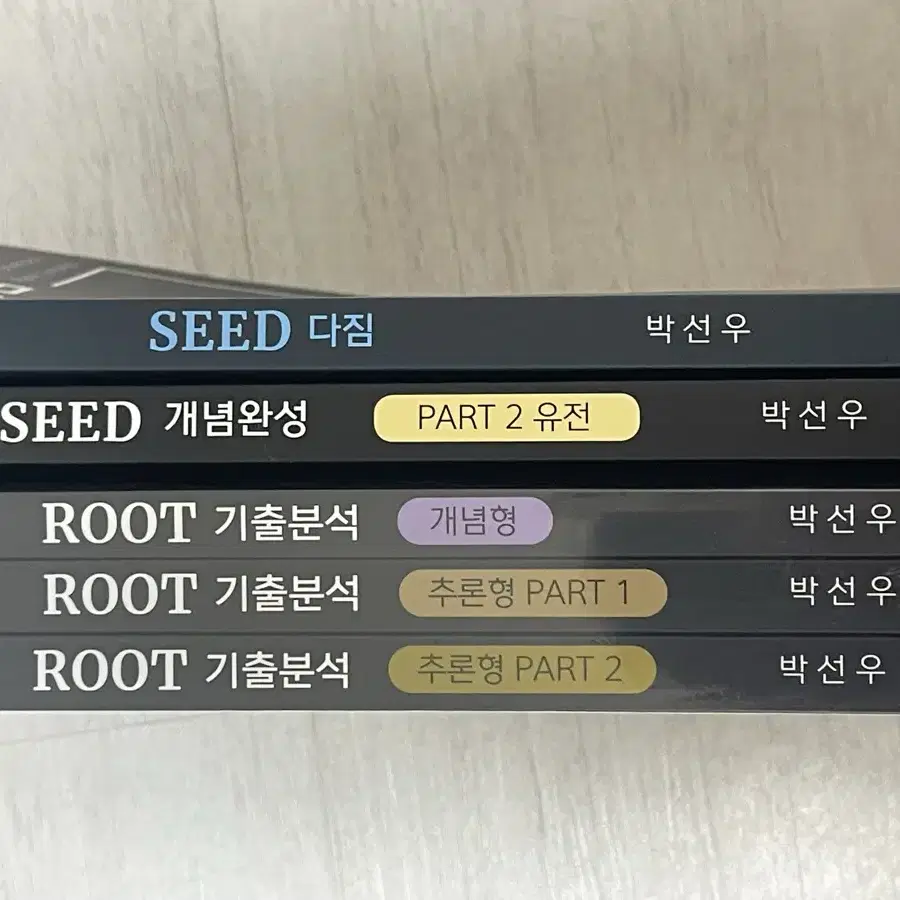 SEED 다짐 박선우
SEED 개념완성 PART 2 유전 박선우
ROOT 기출분석 개념형 박선우
ROOT 기출분석 추론형 PART 1 박선우
ROOT 기출분석 추론형 PART 2 박선우